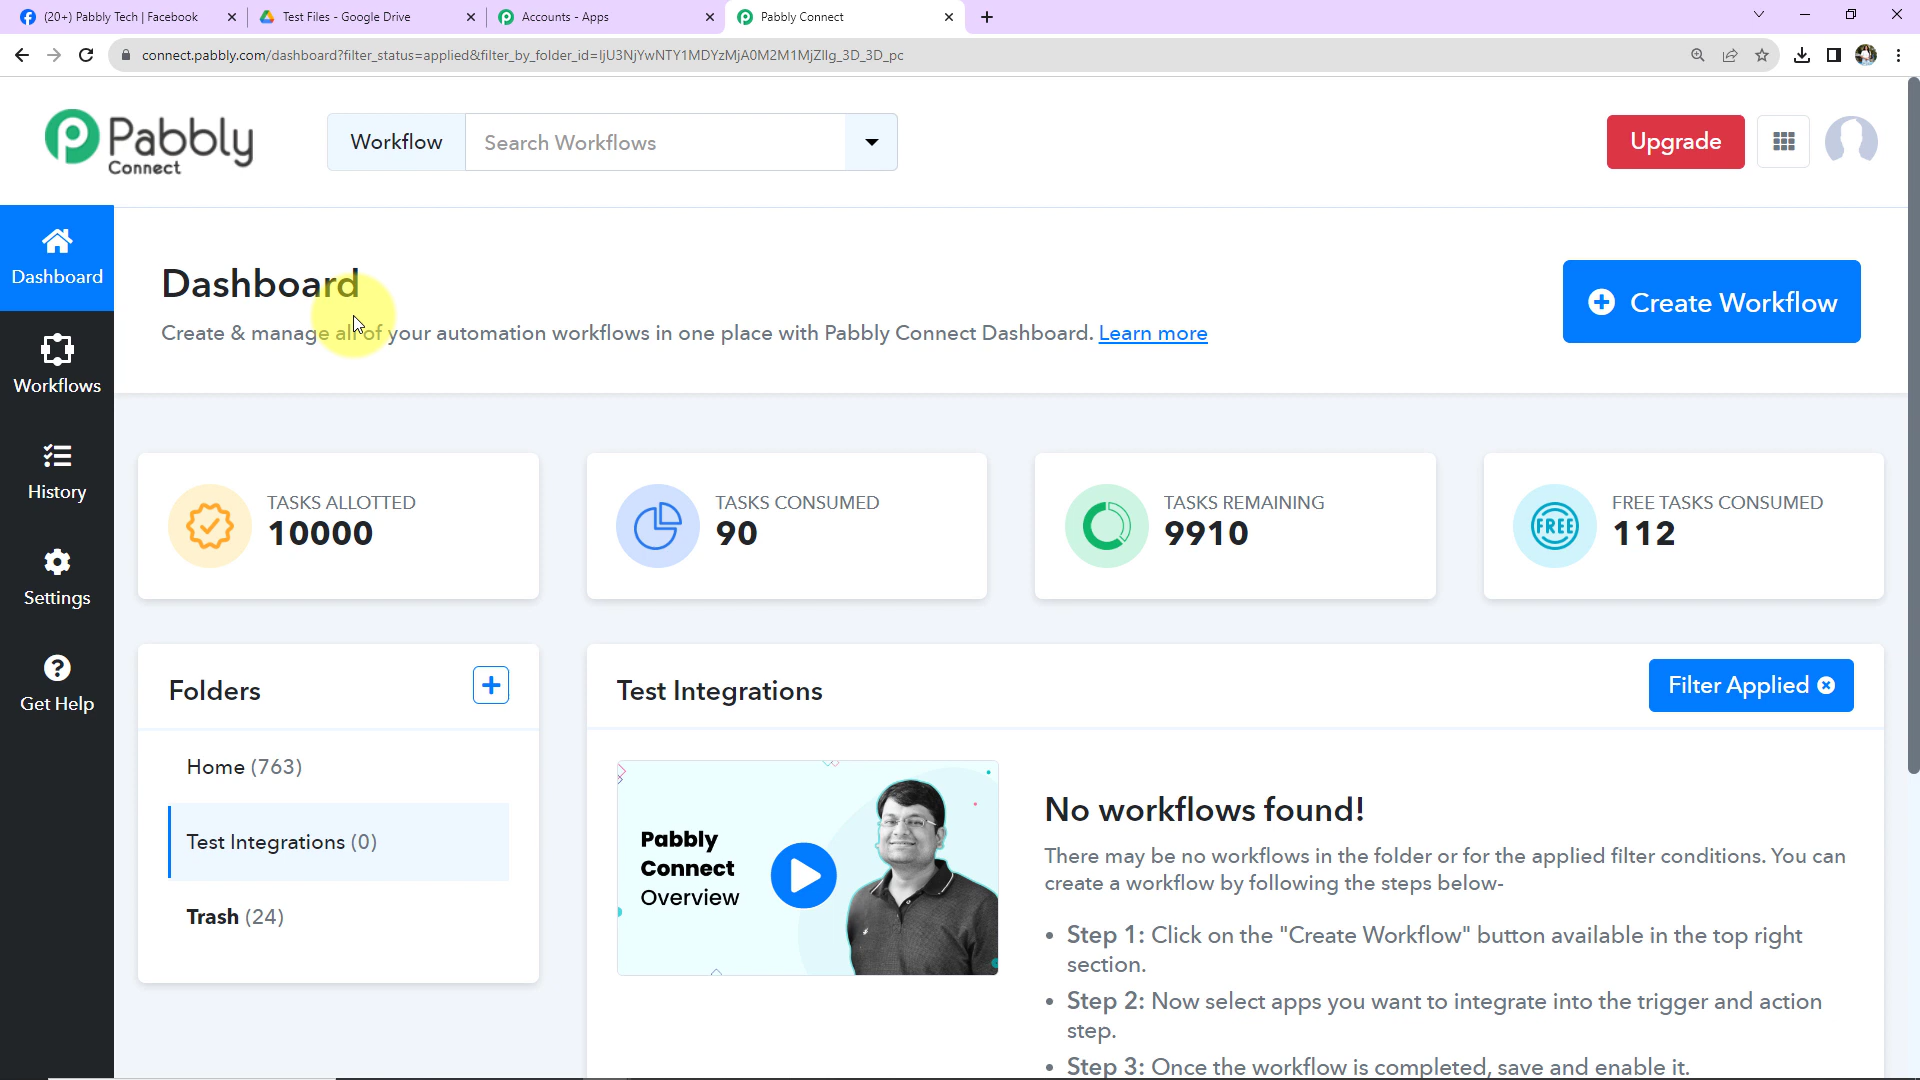 (20+) Pabbly Tech | Facebook
Test Files - Google Drive
Accounts - Apps
Pabbly Connect
connect.pabbly.com/dashboard?filter_status=applied&filter_by_folder_id=IjU3NjYwNTY1MDYzMjA0M2M1MjZlIg_3D_3D_pc
Pabbly
Connect
Workflow
Search Workflows
Upgrade
Dashboard
Workflows
History
Settings
Get Help
Dashboard
Create & manage all of your automation workflows in one place with Pabbly Connect Dashboard. Learn more
Create Workflow
TASKS ALLOTTED
10000
TASKS CONSUMED
90
TASKS REMAINING
9910
FREE
FREE TASKS CONSUMED
112
Folders
Home (763)
Test Integrations (0)
Trash (24)
Test Integrations
Filter Applied
Pabbly
Connect
Overview
No workflows found!
There may be no workflows in the folder or for the applied filter conditions. You can
create a workflow by following the steps below-
• Step 1: Click on the "Create Workflow" button available in the top right
section.
• Step 2: Now select apps you want to integrate into the trigger and action
step.
• Step 3: Once the workflow is completed, save and enable it.